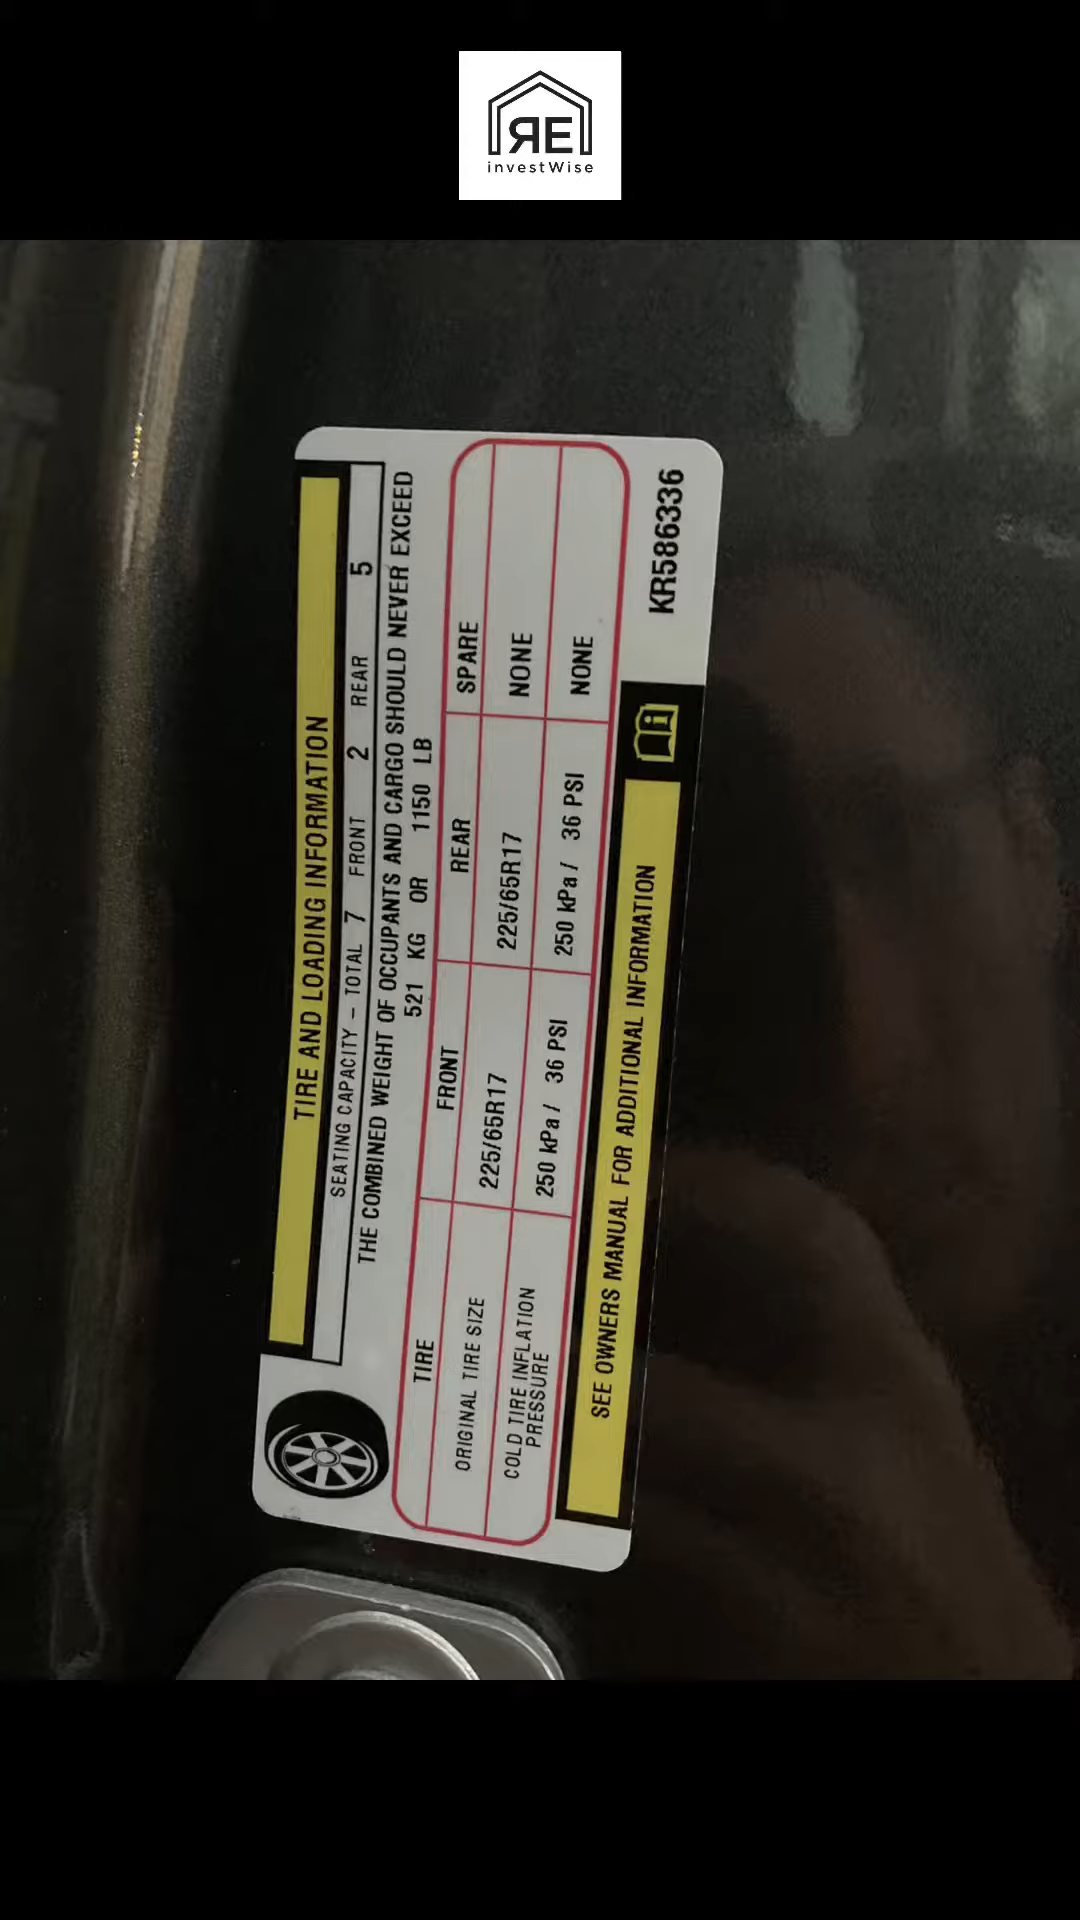 ЯE
investWise
TIRE AND LOADING INFORMATION
SEATING CAPACITY – TOTAL 7 FRONT 2 REAR 5
THE COMBINED WEIGHT OF OCCUPANTS AND CARGO SHOULD NEVER EXCEED
521 KG OR 1150 LB
TIRE FRONT REAR SPARE
ORIGINAL TIRE SIZE 225/65R17 225/65R17 NONE
COLD TIRE INFLATION
PRESSURE 250 kPa / 36 PSI 250 kPa / 36 PSI NONE
SEE OWNERS MANUAL FOR ADDITIONAL INFORMATION
KR586336